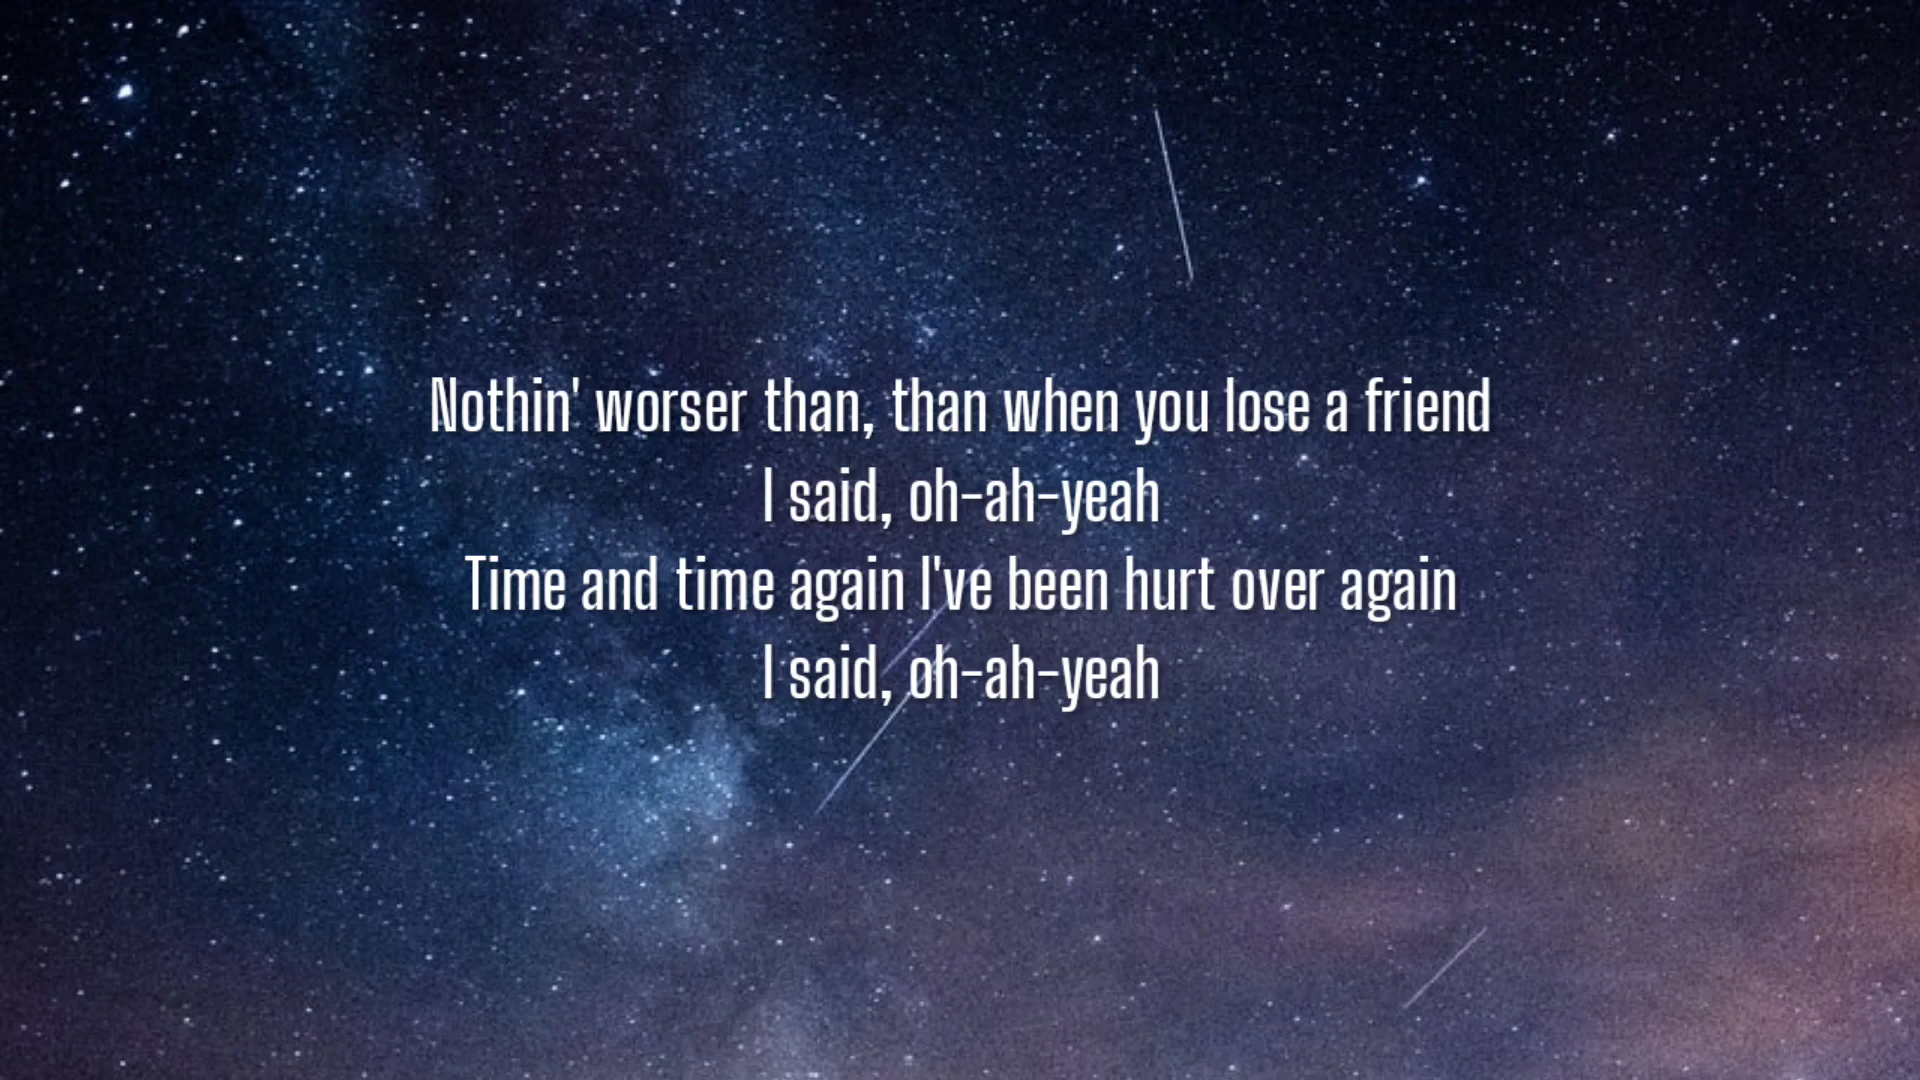 Nothin' worser than, than when you lose a friend
I said, oh-ah-yeah
Time and time again I've been hurt over again
I said, oh-ah-yeah